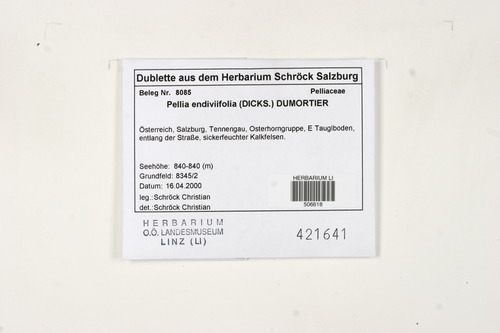 Dublette aus dem Herbarium Schröck Salzburg
Beleg Nr. 8085 Pelliaceae
Pellia endiviifolia (DICKS.) DUMORTIER
Österreich, Salzburg, Tennengau, Osterhorngruppe, E Tauglboden,
entlang der Straße, sickerfeuchter Kalkfelsen.
Seehöhe: 840-840 (m)
Grundfeld: 8345/2
Datum: 16.04.2000
leg.: Schröck Christian
det.: Schröck Christian
HERBARIUM LI
506618
HERBARIUM
O.Ö. LANDESMUSEUM
LINZ (LI)
421641